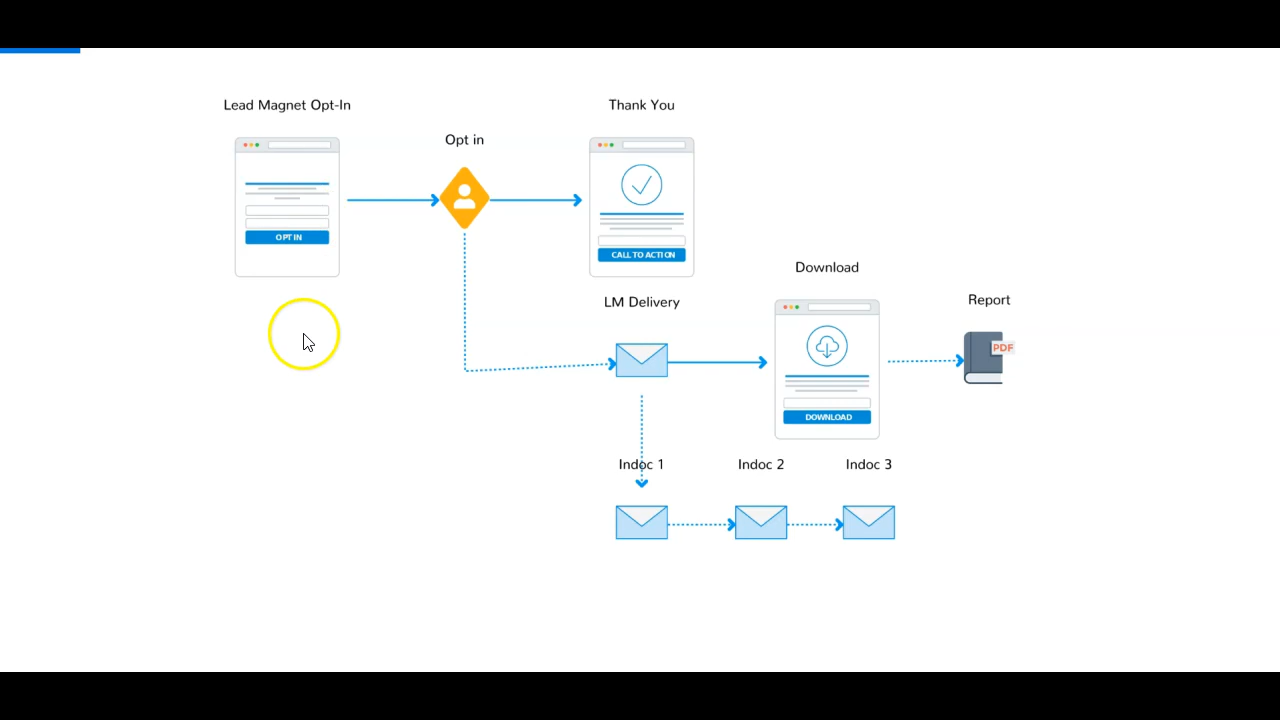 Lead Magnet Opt-In
Thank You
Opt in
OPT IN
CALL TO ACTION
Download
LM Delivery
Report
PDF
DOWNLOAD
Indoc 1
Indoc 2
Indoc 3